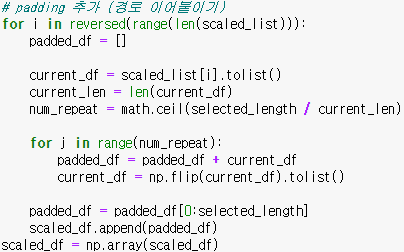 # padding 추가 (경로 이어붙이기)
for i in reversed(range(len(scaled_list))):
    padded_df = []

    current_df = scaled_list[i].tolist()
    current_len = len(current_df)
    num_repeat = math.ceil(selected_length / current_len)

    for j in range(num_repeat):
        padded_df = padded_df + current_df
        current_df = np.flip(current_df).tolist()

    padded_df = padded_df[0:selected_length]
    scaled_df.append(padded_df)
scaled_df = np.array(scaled_df)